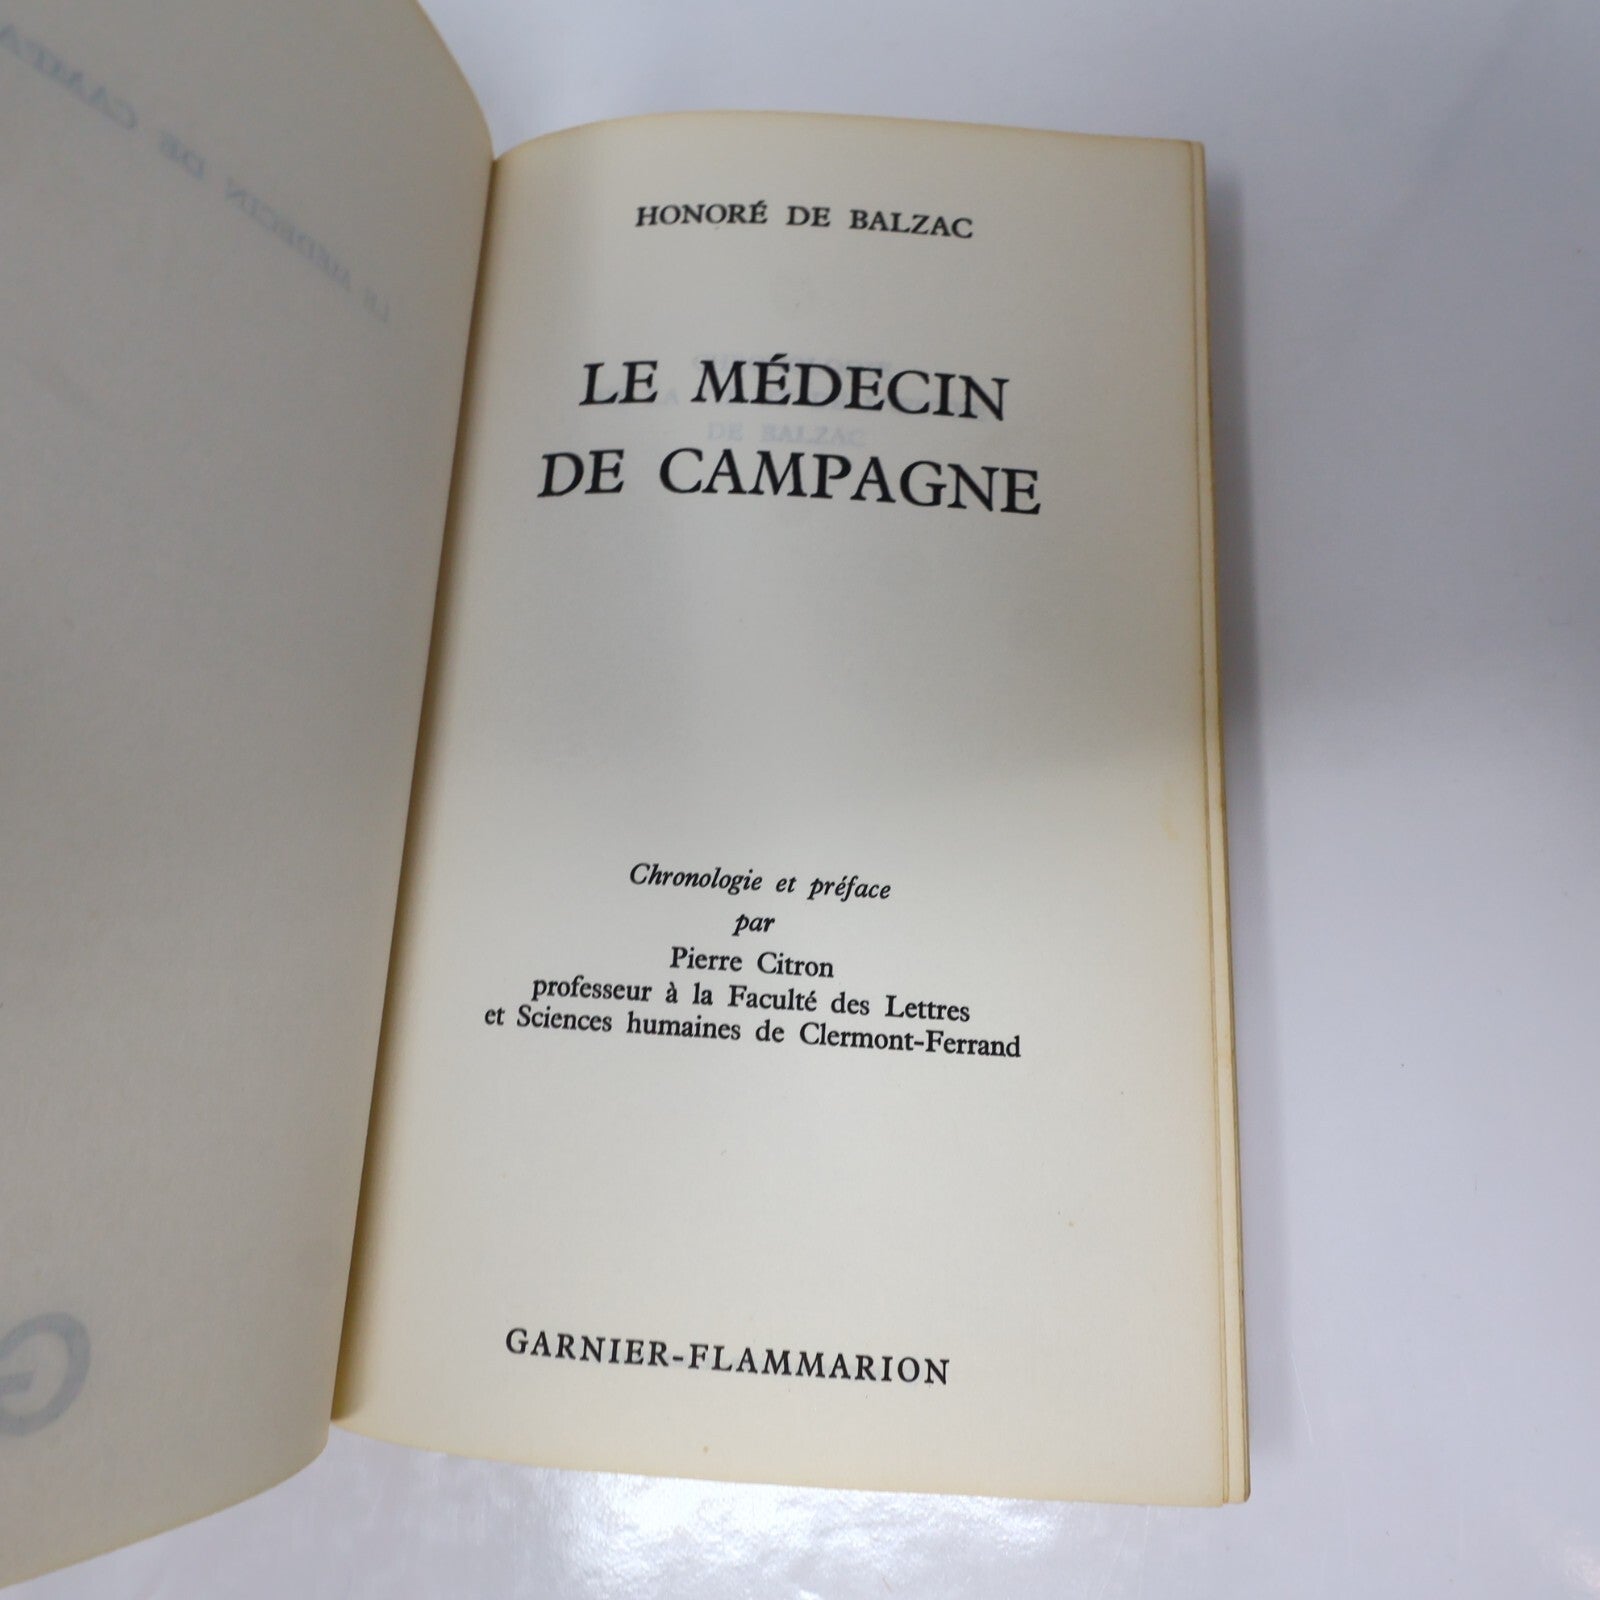 HONORÉ DE BALZAC
LE MÉDECIN
DE CAMPAGNE
Chronologie et préface
par
Pierre Citron
professeur à la Faculté des Lettres
et Sciences humaines de Clermont-Ferrand
GARNIER-FLAMMARION